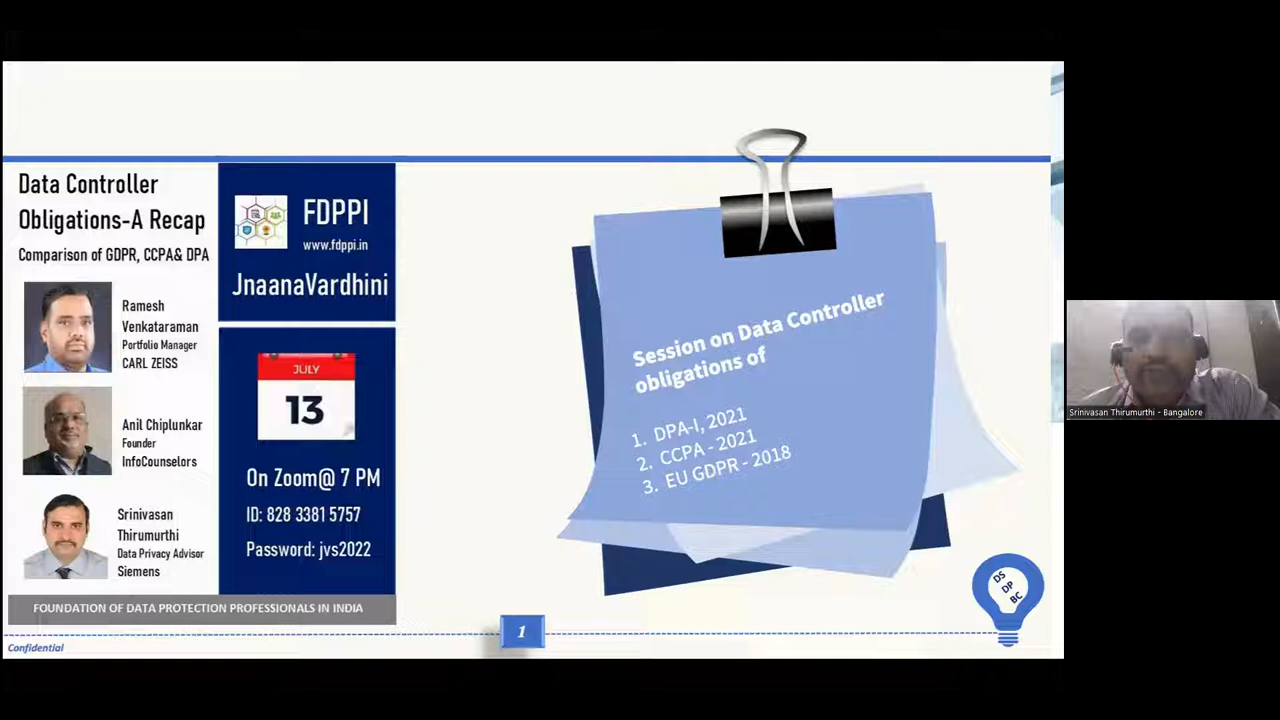 Data Controller
Obligations-A Recap
Comparison of GDPR, CCPA& DPA
Ramesh
Venkataraman
Portfolio Manager
CARL ZEISS
Anil Chiplunkar
Founder
InfoCounselors
Srinivasan
Thirumurthi
Data Privacy Advisor
Siemens
FDPPI
www.fdppi.in
JnaanaVardhini
JULY
13
On Zoom@ 7 PM
ID: 828 3381 5757
Password: jvs2022
FOUNDATION OF DATA PROTECTION PROFESSIONALS IN INDIA
Session on Data Controller
obligations of
1. DPA-I, 2021
2. CCPA - 2021
3. EU GDPR - 2018
DS
DP
BC
1
Confidential
Srinivasan Thirumurthi - Bangalore